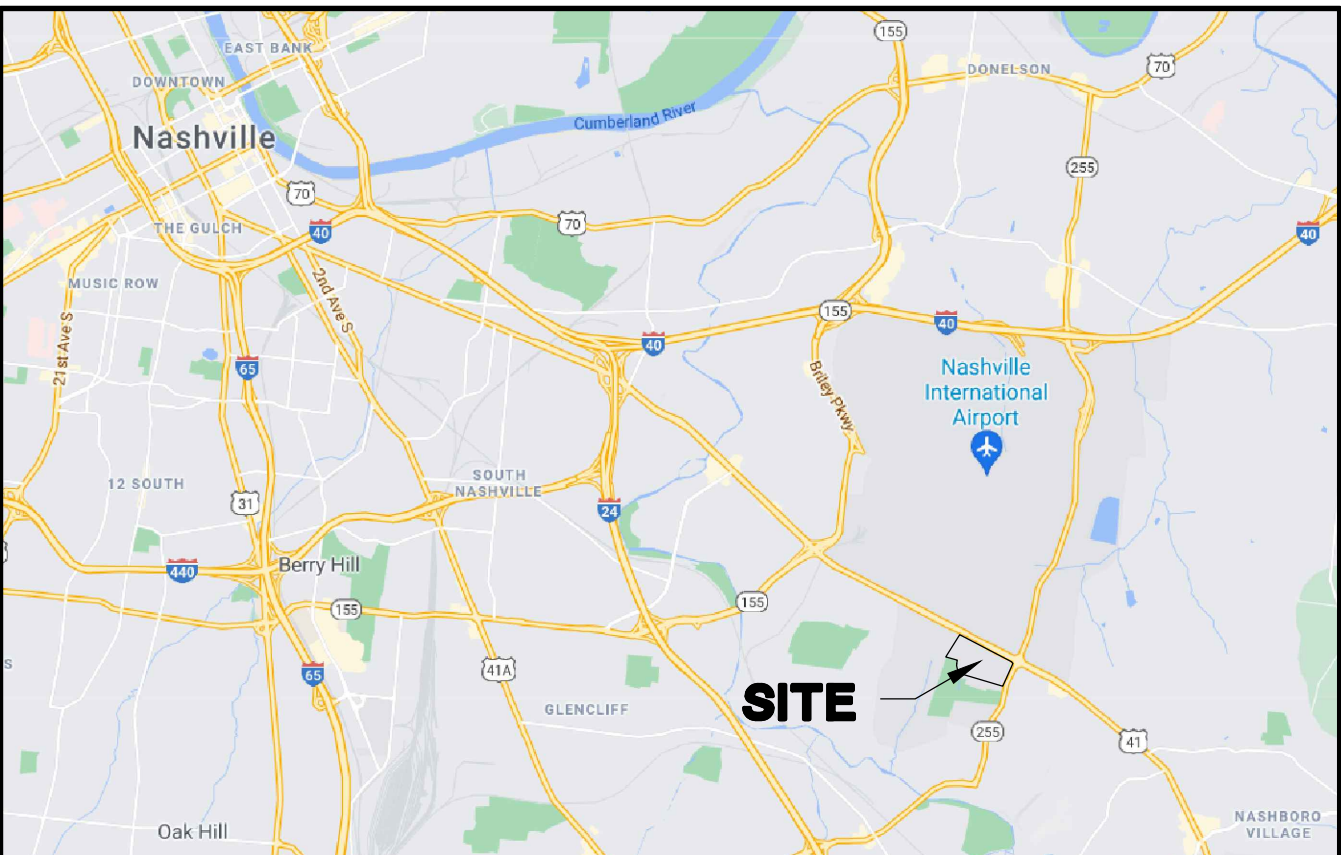 EAST BANK
155
70
DONELSON
DOWNTOWN
Cumberland River
Nashville
255
70
70
THE GULCH
40
40
MUSIC ROW
2nd Ave S
21st Ave S
155
40
40
65
Briley Pkwy
Nashville
International
Airport
12 SOUTH
SOUTH
NASHVILLE
31
24
440
Berry Hill
155
155
65
41A
SITE
GLENCLIFF
255
41
Oak Hill
NASHBORO
VILLAGE